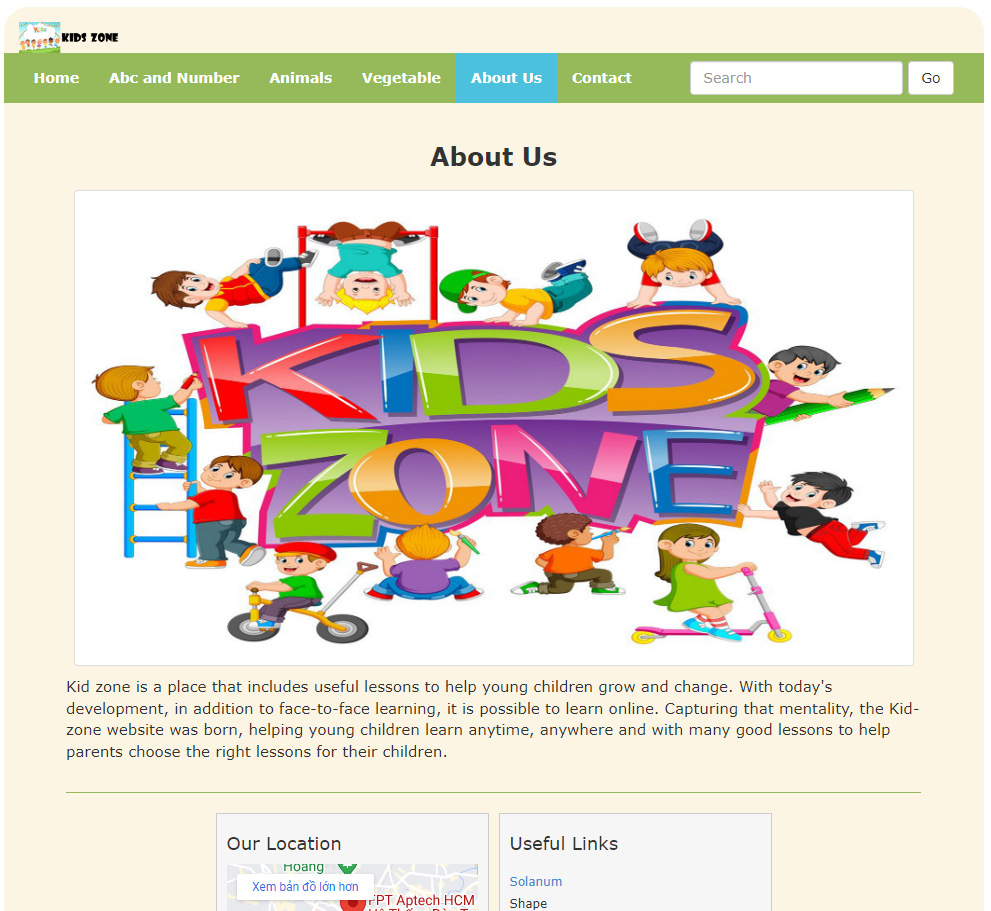 KIDS ZONE
Home Abc and Number Animals Vegetable About Us Contact Search Go
About Us
KIDS
ZONE
Kid zone is a place that includes useful lessons to help young children grow and change. With today's
development, in addition to face-to-face learning, it is possible to learn online. Capturing that mentality, the Kid-
zone website was born, helping young children learn anytime, anywhere and with many good lessons to help
parents choose the right lessons for their children.
Our Location
Hoàng
Xem bản đồ lớn hơn
FPT Aptech HCM
Useful Links
Solanum
Shape